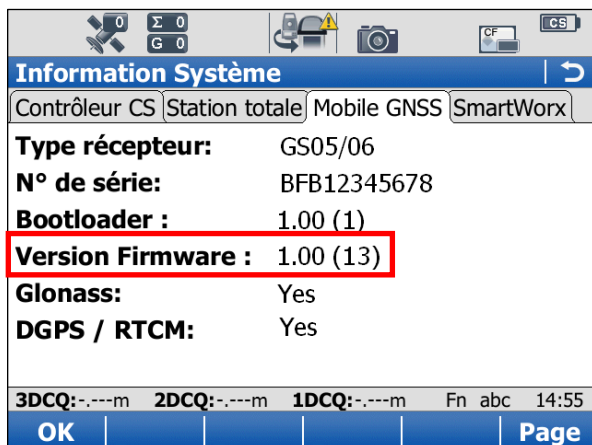 0 Σ 0 CS
G 0 CF
Information Système
Contrôleur CS Station totale Mobile GNSS SmartWorx
Type récepteur: GS05/06
N° de série: BFB12345678
Bootloader : 1.00 (1)
Version Firmware : 1.00 (13)
Glonass: Yes
DGPS / RTCM: Yes
3DCQ:-.---m 2DCQ:-.---m 1DCQ:-.---m Fn abc 14:55
OK Page